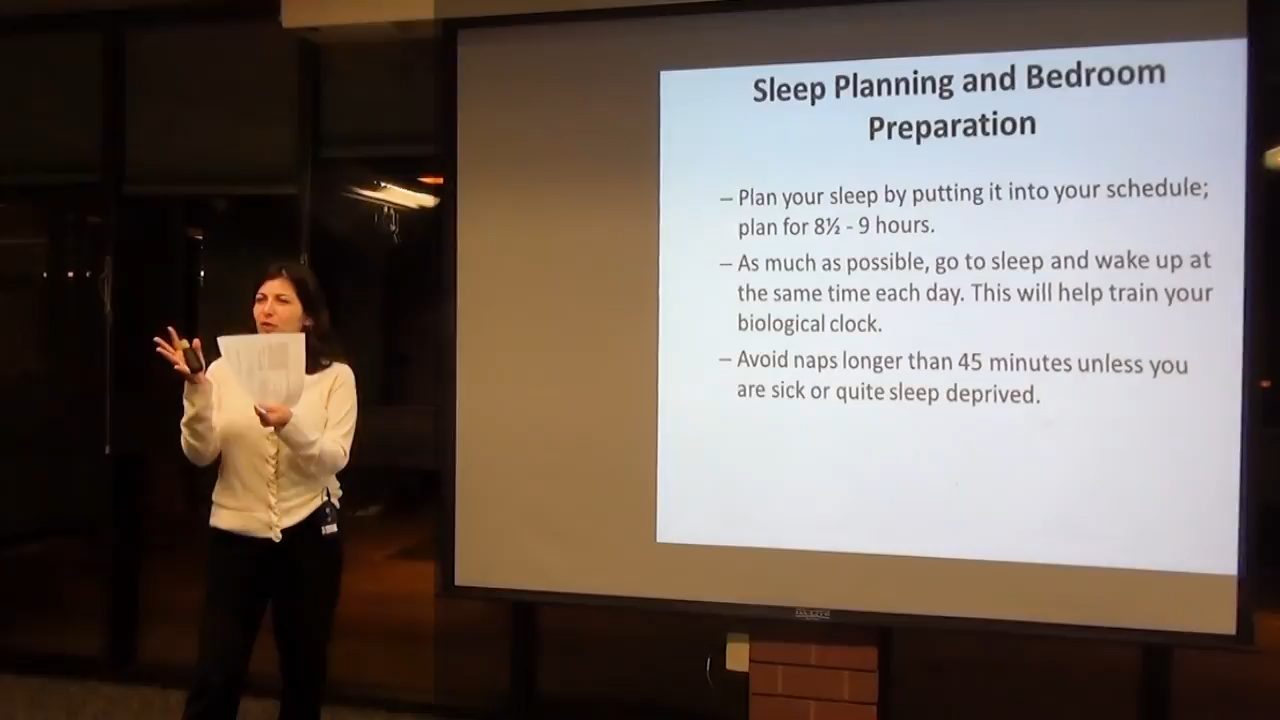 Sleep Planning and Bedroom
Preparation
– Plan your sleep by putting it into your schedule;
plan for 8½ - 9 hours.
– As much as possible, go to sleep and wake up at
the same time each day. This will help train your
biological clock.
– Avoid naps longer than 45 minutes unless you
are sick or quite sleep deprived.